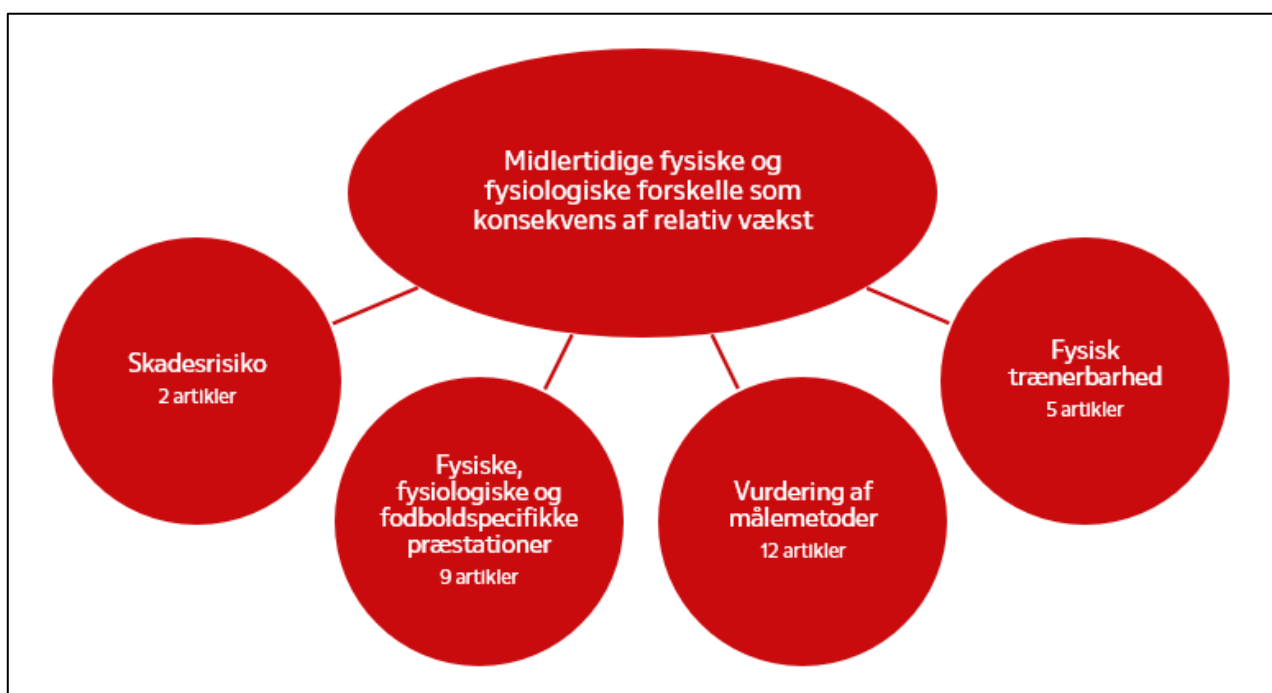 Midlertidige fysiske og
fysiologiske forskelle som
konsekvens af relativ vækst
Skadesrisiko
2 artikler
Fysiske,
fysiologiske og
fodboldspecifikke
præstationer
9 artikler
Vurdering af
målemetoder
12 artikler
Fysisk
trænerbarhed
5 artikler